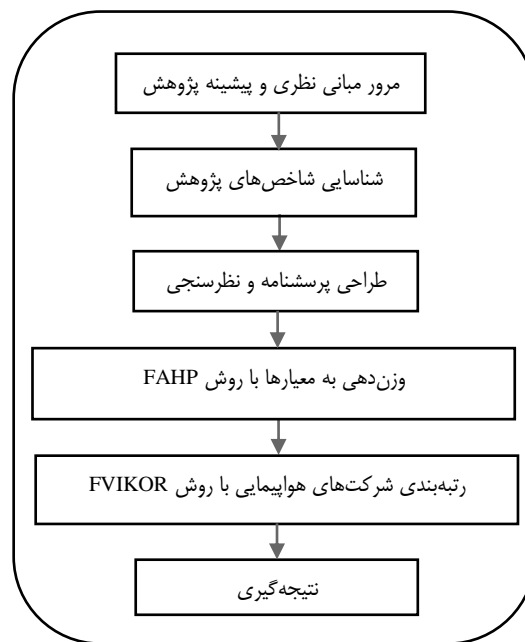 مرور مبانی نظری و پیشینه پژوهش
شناسایی شاخص‌های پژوهش
طراحی پرسشنامه و نظرسنجی
وزن‌دهی به معیارها با روش FAHP
رتبه‌بندی شرکت‌های هواپیمایی با روش FVIKOR
نتیجه‌گیری